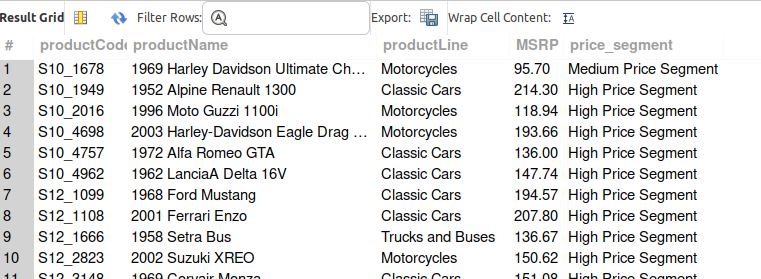 Result Grid Filter Rows: Export: Wrap Cell Content:
# productCode productName productLine MSRP price_segment
1 S10_1678 1969 Harley Davidson Ultimate Ch... Motorcycles 95.70 Medium Price Segment
2 S10_1949 1952 Alpine Renault 1300 Classic Cars 214.30 High Price Segment
3 S10_2016 1996 Moto Guzzi 1100i Motorcycles 118.94 High Price Segment
4 S10_4698 2003 Harley-Davidson Eagle Drag ... Motorcycles 193.66 High Price Segment
5 S10_4757 1972 Alfa Romeo GTA Classic Cars 136.00 High Price Segment
6 S10_4962 1962 LanciaA Delta 16V Classic Cars 147.74 High Price Segment
7 S12_1099 1968 Ford Mustang Classic Cars 194.57 High Price Segment
8 S12_1108 2001 Ferrari Enzo Classic Cars 207.80 High Price Segment
9 S12_1666 1958 Setra Bus Trucks and Buses 136.67 High Price Segment
10 S12_2823 2002 Suzuki XREO Motorcycles 150.62 High Price Segment
11 S12_3148 1969 Corvair Monza Classic Cars 151.08 High Price Segment